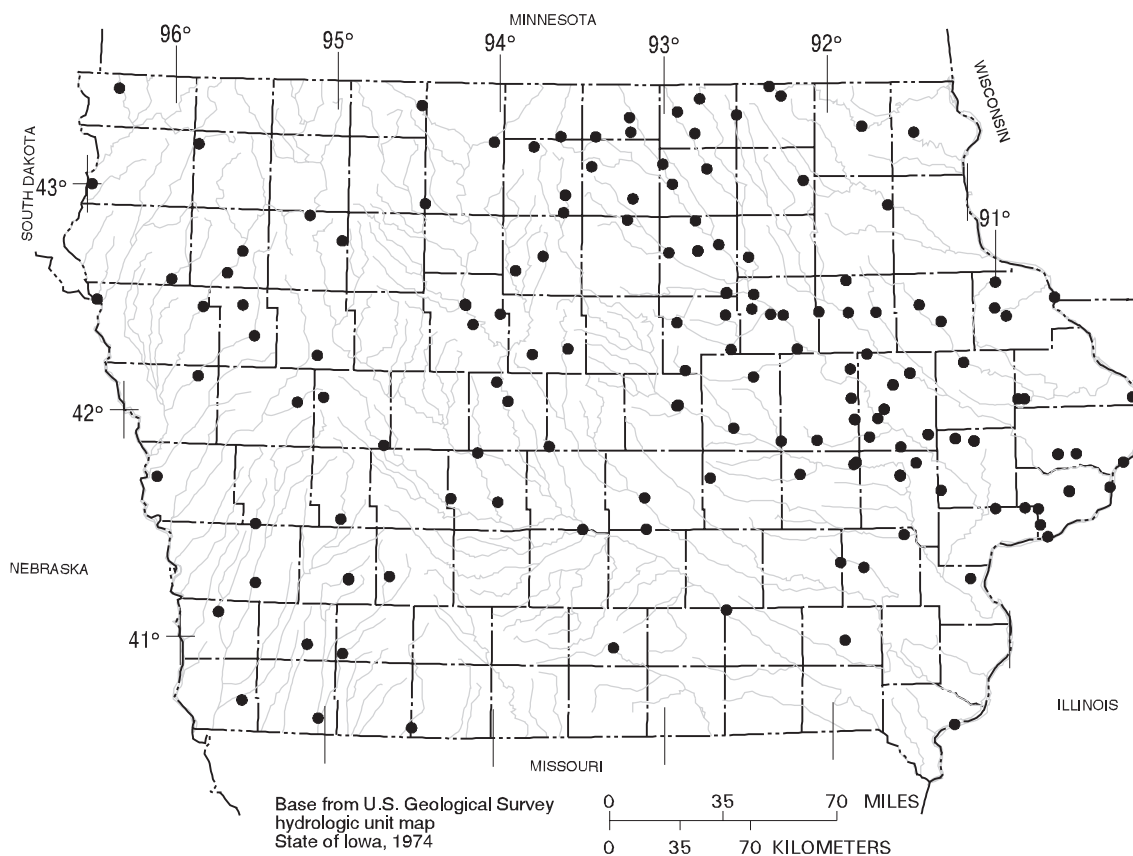 MINNESOTA
96° 95° 94° 93° 92°
WISCONSIN
SOUTH DAKOTA
43°
91°
42°
NEBRASKA
41°
ILLINOIS
MISSOURI
Base from U.S. Geological Survey
hydrologic unit map
State of Iowa, 1974
0 35 70 MILES
0 35 70 KILOMETERS